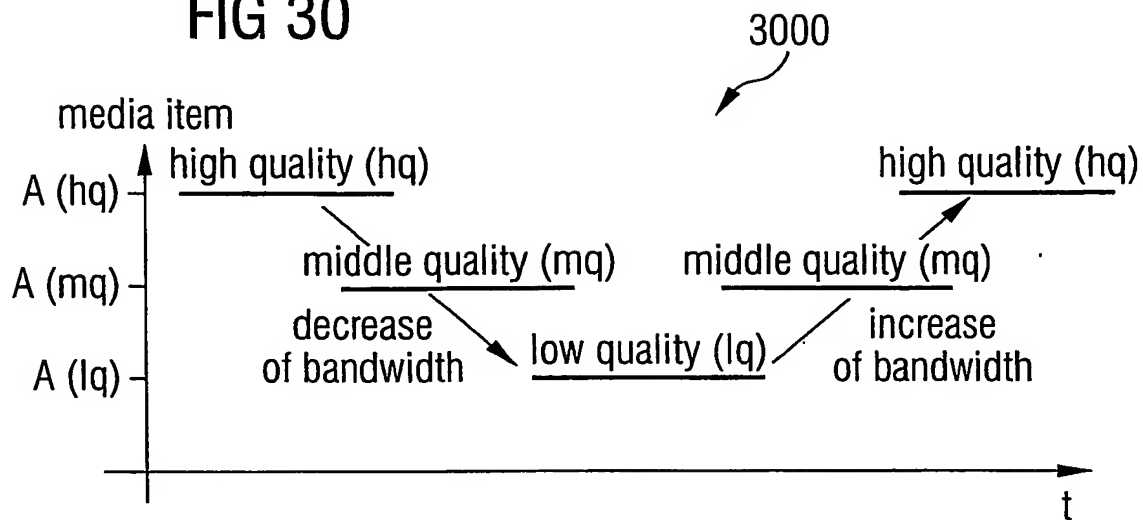 FIG 30
3000
media item
high quality (hq)
high quality (hq)
A (hq)
middle quality (mq)
middle quality (mq)
A (mq)
decrease
of bandwidth
increase
of bandwidth
low quality (lq)
A (lq)
t